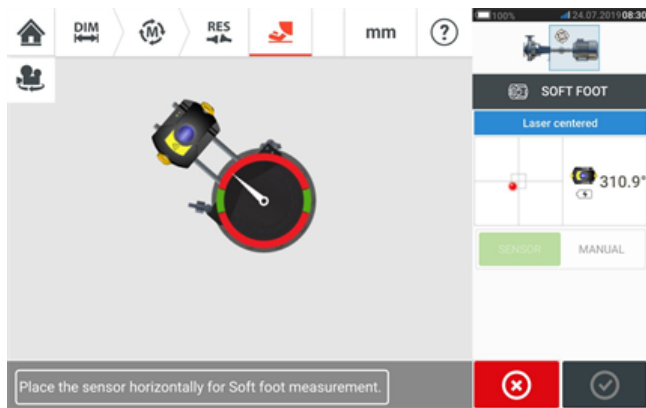 DIM
M
RES
mm
?
100%
24.07.2019 08:30
SOFT FOOT
Laser centered
310.9°
SENSOR
MANUAL
Place the sensor horizontally for Soft foot measurement.